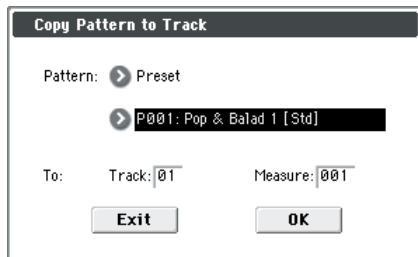 Copy Pattern to Track
Pattern: Preset
P001: Pop & Balad 1 [Std]
To: Track: 01 Measure: 001
Exit OK